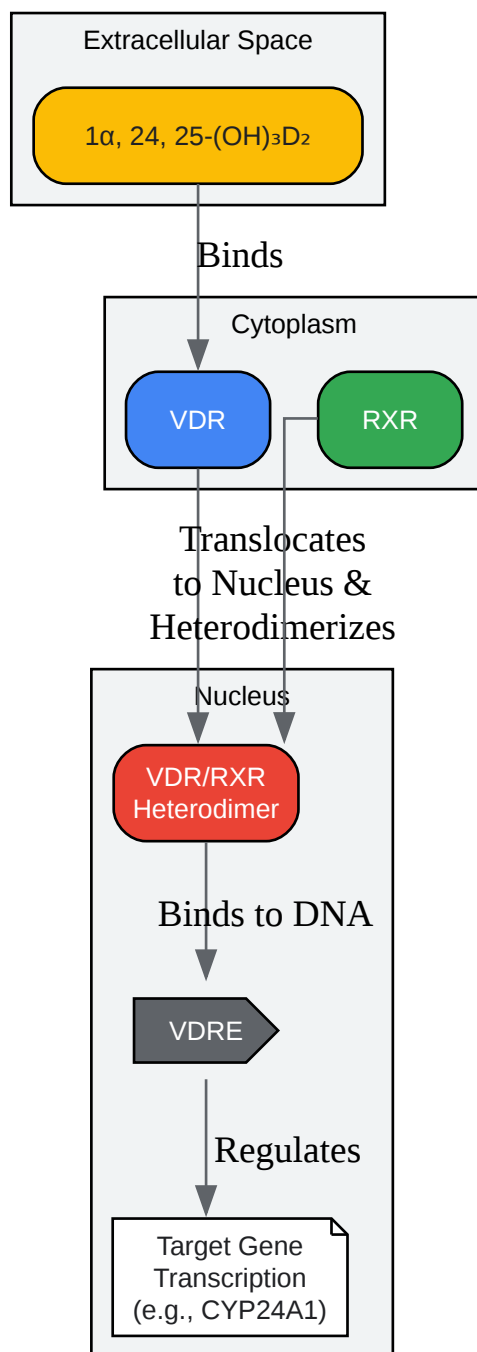 Extracellular Space
1α, 24, 25-(OH)₃D₂
Binds
Cytoplasm
VDR
RXR
Translocates
to Nucleus &
Heterodimerizes
Nucleus
VDR/RXR
Heterodimer
Binds to DNA
VDRE
Regulates
Target Gene
Transcription
(e.g., CYP24A1)